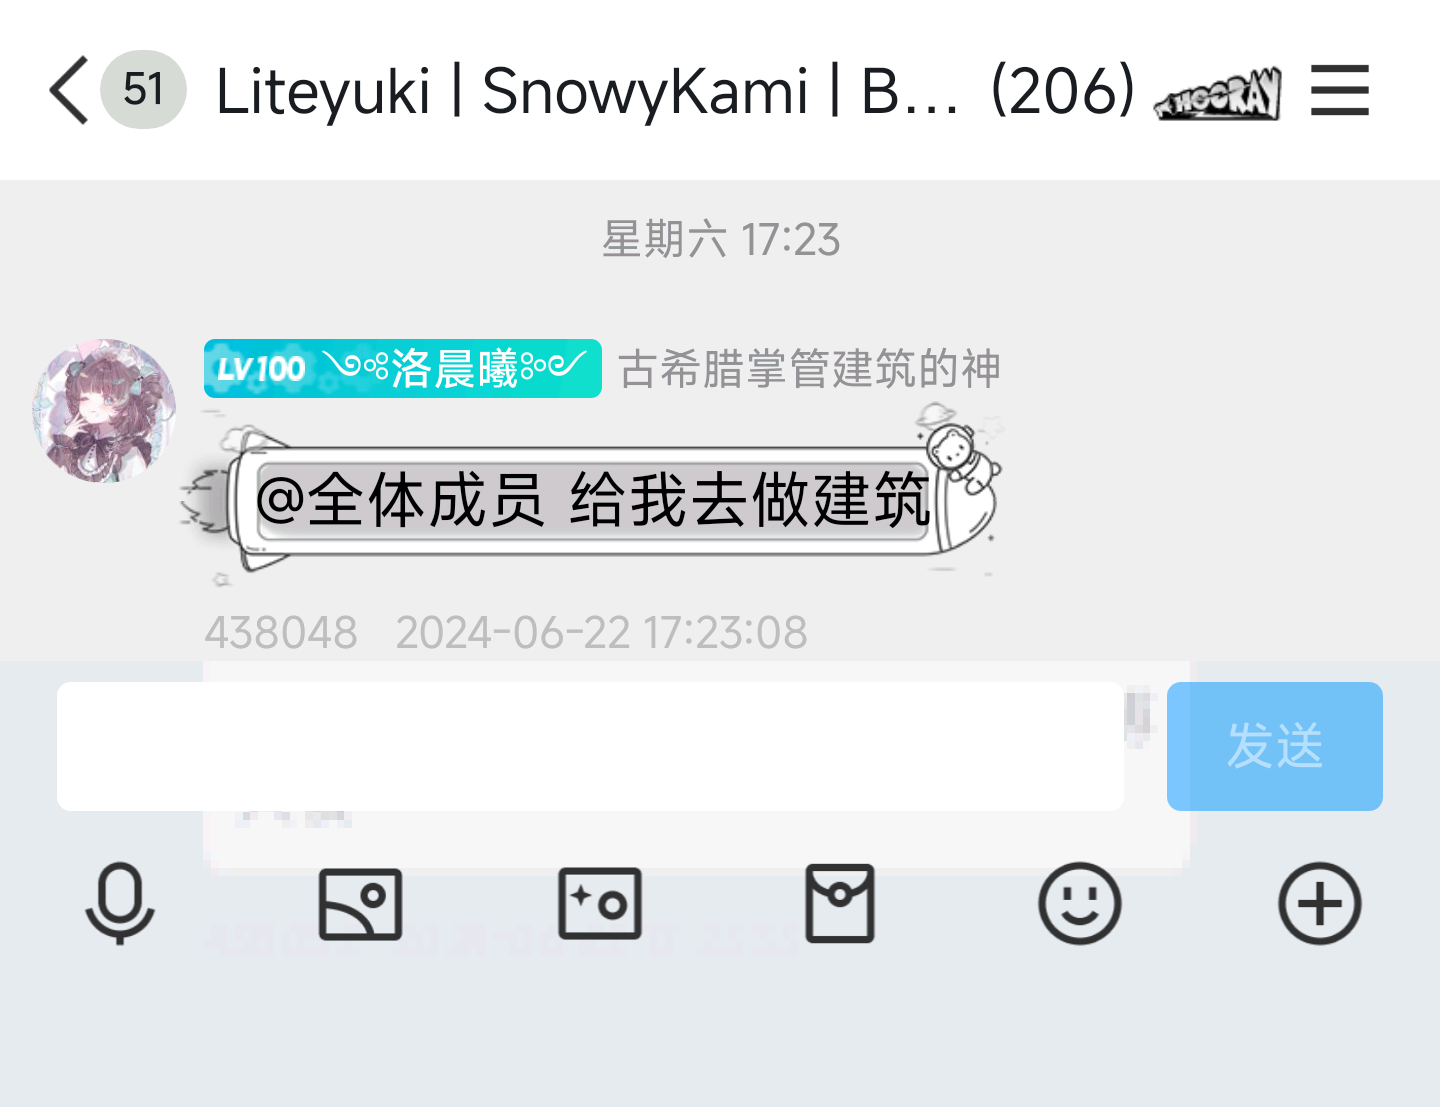 51 Liteyuki | SnowyKami | B... (206) HOORAY
星期六 17:23
LV100 ༺洛晨曦༻ 古希腊掌管建筑的神
@全体成员 给我去做建筑
438048 2024-06-22 17:23:08
发送